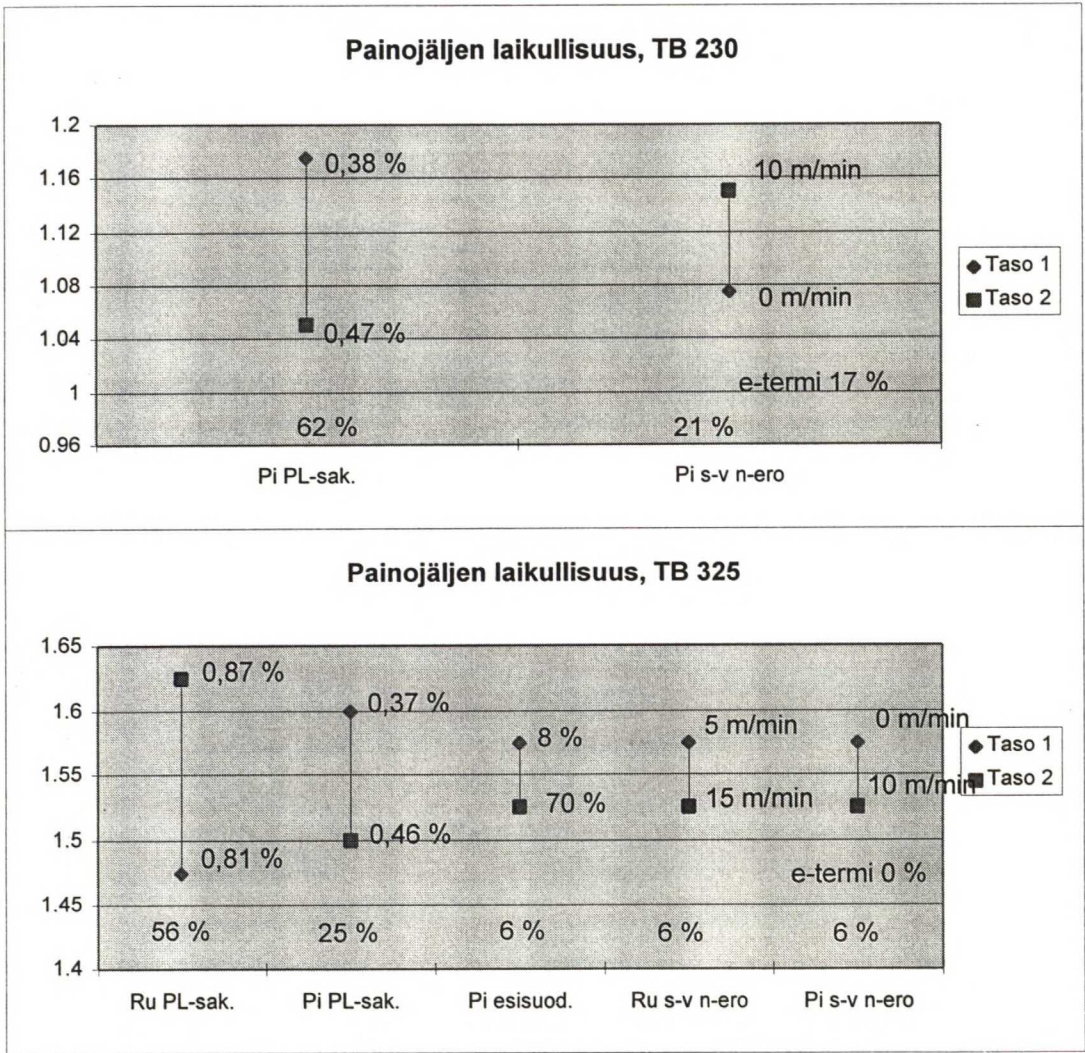 Painojäljen laikullisuus, TB 230
1.2
1.16
1.12
1.08
1.04
1
0.96
0,38 %
0,47 %
62 %
10 m/min
0 m/min
e-termi 17 %
21 %
Pi PL-sak.
Pi s-v n-ero
Taso 1
Taso 2
Painojäljen laikullisuus, TB 325
1.65
1.6
1.55
1.5
1.45
1.4
0,87 %
0,81 %
56 %
0,37 %
0,46 %
25 %
8 %
70 %
6 %
5 m/min
15 m/min
6 %
0 m/min
10 m/min
e-termi 0 %
6 %
Ru PL-sak.
Pi PL-sak.
Pi esisuod.
Ru s-v n-ero
Pi s-v n-ero
Taso 1
Taso 2